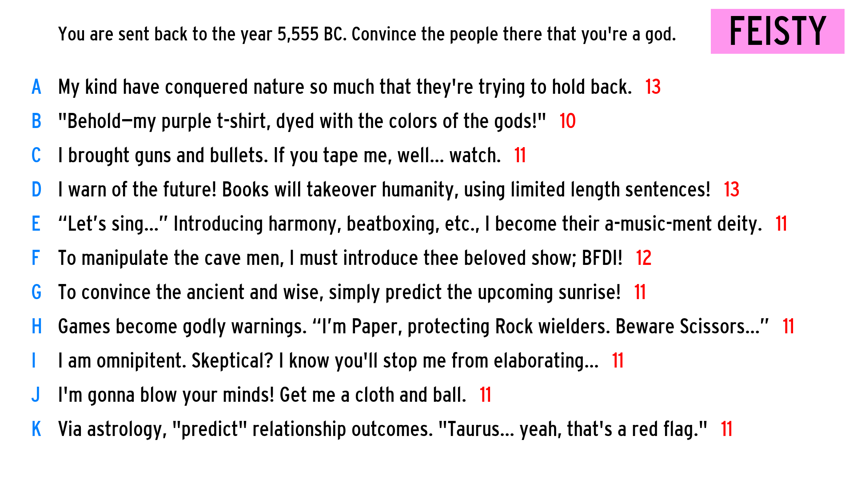 You are sent back to the year 5,555 BC. Convince the people there that you're a god.
FEISTY
A My kind have conquered nature so much that they're trying to hold back. 13
B "Behold—my purple t-shirt, dyed with the colors of the gods!" 10
C I brought guns and bullets. If you tape me, well... watch. 11
D I warn of the future! Books will takeover humanity, using limited length sentences! 13
E “Let’s sing...” Introducing harmony, beatboxing, etc., I become their a-music-ment deity. 11
F To manipulate the cave men, I must introduce thee beloved show; BFDI! 12
G To convince the ancient and wise, simply predict the upcoming sunrise! 11
H Games become godly warnings. “I’m Paper, protecting Rock wielders. Beware Scissors...” 11
I I am omnipitent. Skeptical? I know you'll stop me from elaborating... 11
J I'm gonna blow your minds! Get me a cloth and ball. 11
K Via astrology, "predict" relationship outcomes. "Taurus... yeah, that's a red flag." 11